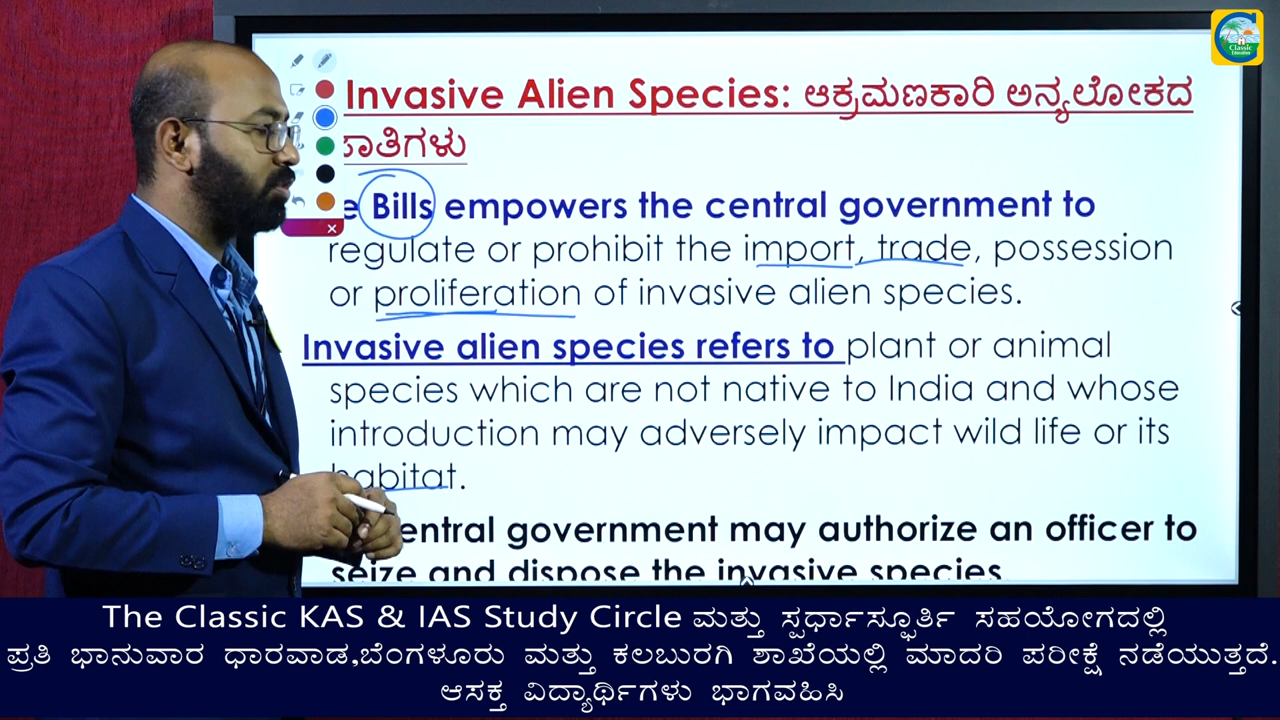 Classic
Education
Invasive Alien Species: ಆಕ್ರಮಣಕಾರಿ ಅನ್ಯಲೋಕದ
ಜಾತಿಗಳು
e Bills empowers the central government to
regulate or prohibit the import, trade, possession
or proliferation of invasive alien species.
Invasive alien species refers to plant or animal
species which are not native to India and whose
introduction may adversely impact wild life or its
habitat.
entral government may authorize an officer to
seize and dispose the invasive species
The Classic KAS & IAS Study Circle ಮತ್ತು ಸ್ಪರ್ಧಾಸ್ಫೂರ್ತಿ ಸಹಯೋಗದಲ್ಲಿ
ಪ್ರತಿ ಭಾನುವಾರ ಧಾರವಾಡ,ಬೆಂಗಳೂರು ಮತ್ತು ಕಲಬುರಗಿ ಶಾಖೆಯಲ್ಲಿ ಮಾದರಿ ಪರೀಕ್ಷೆ ನಡೆಯುತ್ತದೆ.
ಆಸಕ್ತ ವಿದ್ಯಾರ್ಥಿಗಳು ಭಾಗವಹಿಸಿ